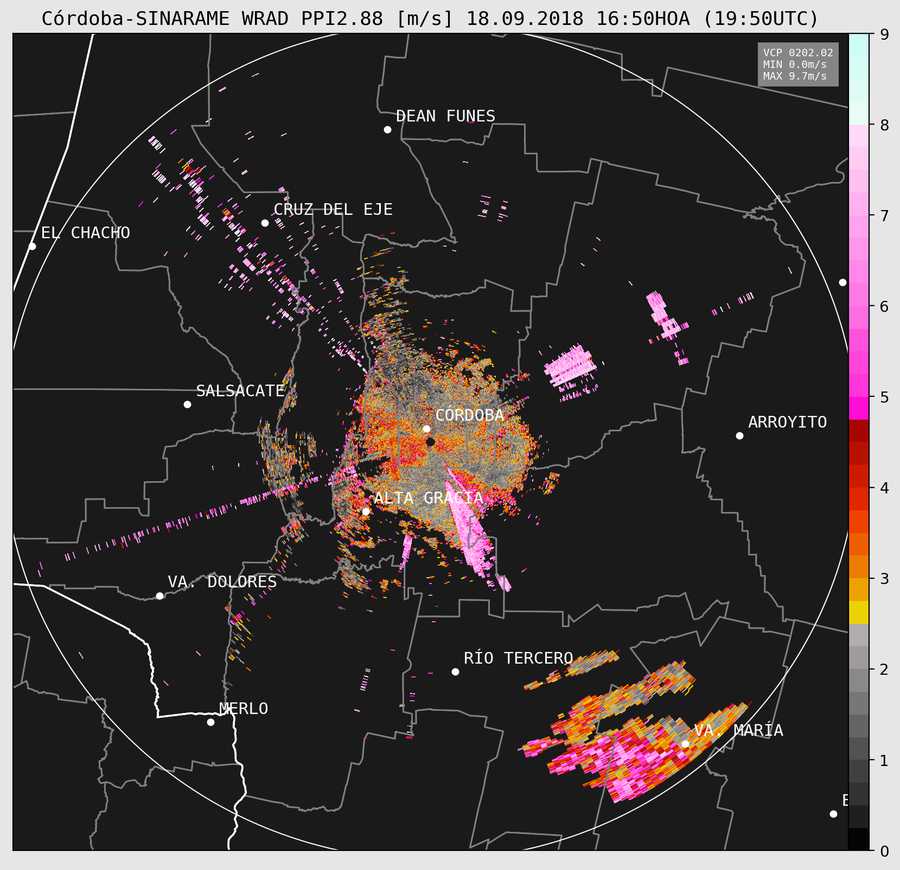 Córdoba-SINARAME WRAD PPI2.88 [m/s] 18.09.2018 16:50HOA (19:50UTC)
VCP 0202.02
MIN 0.0m/s
MAX 9.7m/s
9
8
7
6
5
4
3
2
1
0
DEAN FUNES
CRUZ DEL EJE
EL CHACHO
SALSACATE
CÓRDOBA
ARROYITO
ALTA GRACIA
VA. DOLORES
RÍO TERCERO
MERLO
VA. MARÍA